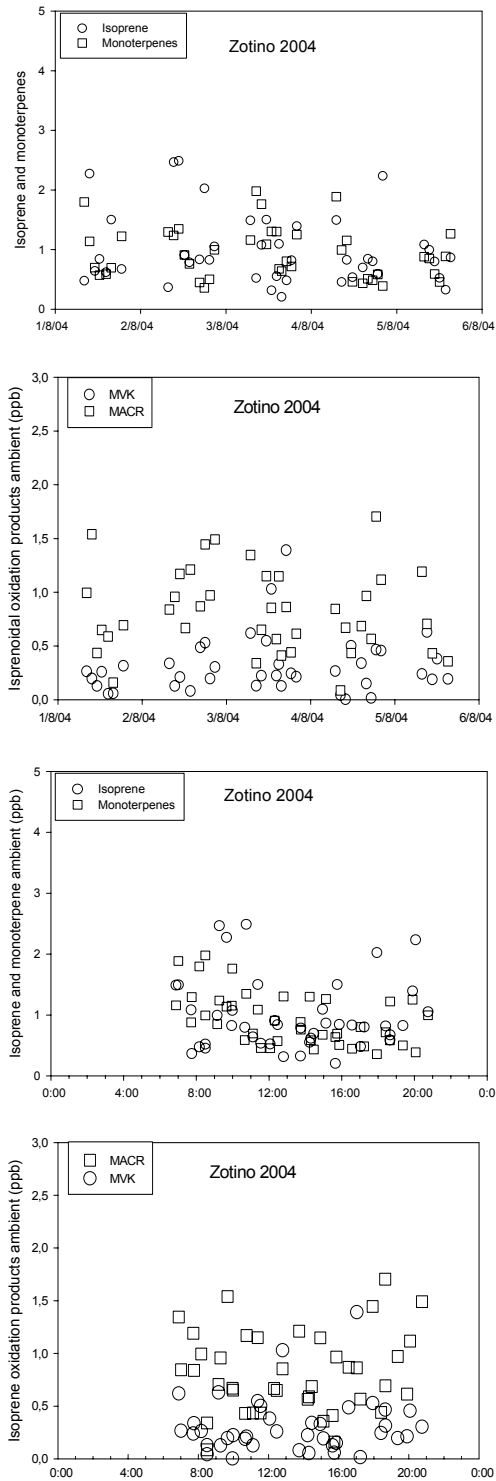 5
Isoprene
Monoterpenes
Zotino 2004
4
3
2
1
0
Isoprene and monoterpenes
1/8/04 2/8/04 3/8/04 4/8/04 5/8/04 6/8/04
3,0
MVK
MACR
Zotino 2004
2,5
2,0
1,5
1,0
0,5
0,0
Isprenoidal oxidation products ambient (ppb)
1/8/04 2/8/04 3/8/04 4/8/04 5/8/04 6/8/04
5
Isoprene
Monoterpenes
Zotino 2004
4
3
2
1
0
Isoprene and monoterpene ambient (ppb)
0:00 4:00 8:00 12:00 16:00 20:00 0:00
3,0
MACR
MVK
Zotino 2004
2,5
2,0
1,5
1,0
0,5
0,0
Isoprene oxidation products ambient (ppb)
0:00 4:00 8:00 12:00 16:00 20:00 0:00